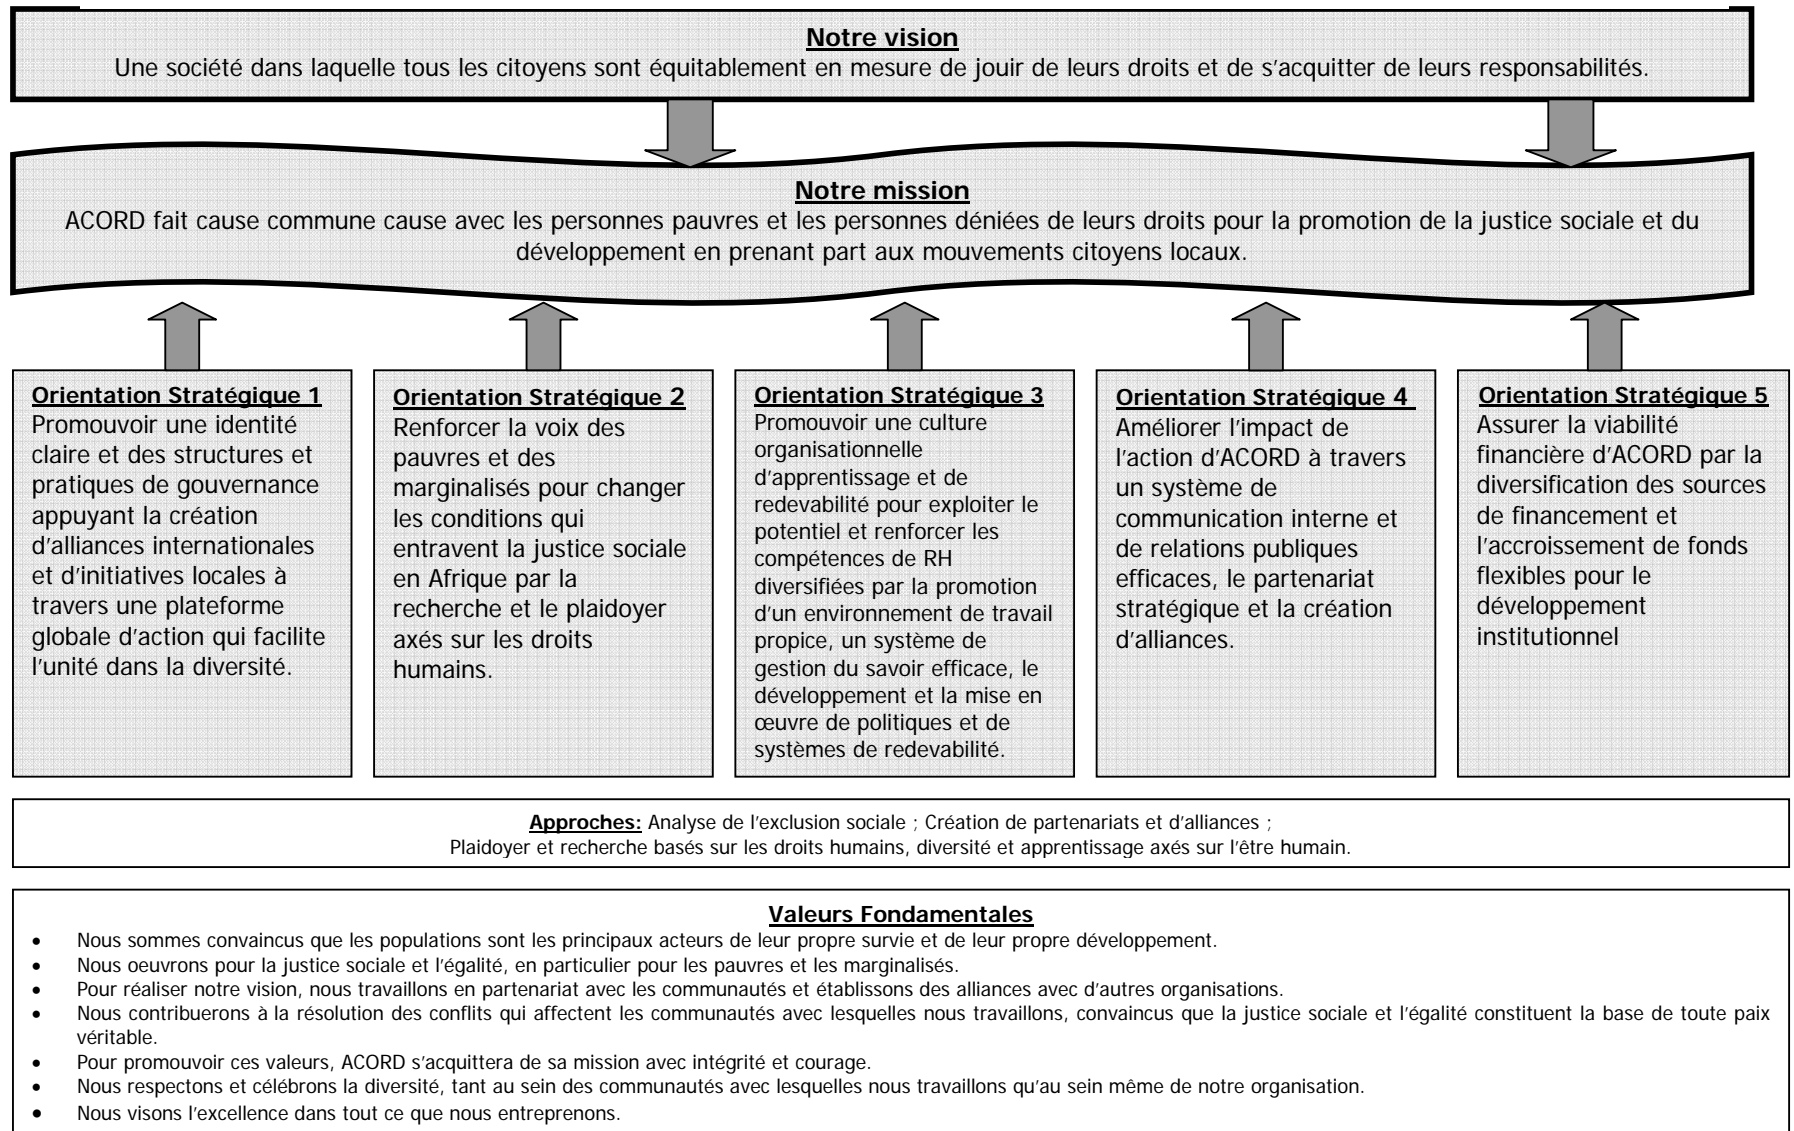 Notre vision
Une société dans laquelle tous les citoyens sont équitablement en mesure de jouir de leurs droits et de s'acquitter de leurs responsabilités.
Notre mission
ACORD fait cause commune cause avec les personnes pauvres et les personnes déniées de leurs droits pour la promotion de la justice sociale et du
développement en prenant part aux mouvements citoyens locaux.
Orientation Stratégique 1
Promouvoir une identité
claire et des structures et
pratiques de gouvernance
appuyant la création
d'alliances internationales
et d'initiatives locales à
travers une plateforme
globale d'action qui facilite
l'unité dans la diversité.
Orientation Stratégique 2
Renforcer la voix des
pauvres et des
marginalisés pour changer
les conditions qui
entravent la justice sociale
en Afrique par la
recherche et le plaidoyer
axés sur les droits
humains.
Orientation Stratégique 3
Promouvoir une culture
organisationnelle
d'apprentissage et de
redevabilité pour exploiter le
potentiel et renforcer les
compétences de RH
diversifiées par la promotion
d'un environnement de travail
propice, un système de
gestion du savoir efficace, le
développement et la mise en
œuvre de politiques et de
systèmes de redevabilité.
Orientation Stratégique 4
Améliorer l'impact de
l'action d'ACORD à travers
un système de
communication interne et
de relations publiques
efficaces, le partenariat
stratégique et la création
d'alliances.
Orientation Stratégique 5
Assurer la viabilité
financière d'ACORD par la
diversification des sources
de financement et
l'accroissement de fonds
flexibles pour le
développement
institutionnel
Approches: Analyse de l'exclusion sociale ; Création de partenariats et d'alliances ;
Plaidoyer et recherche basés sur les droits humains, diversité et apprentissage axés sur l'être humain.
Valeurs Fondamentales
• Nous sommes convaincus que les populations sont les principaux acteurs de leur propre survie et de leur propre développement.
• Nous oeuvrons pour la justice sociale et l'égalité, en particulier pour les pauvres et les marginalisés.
• Pour réaliser notre vision, nous travaillons en partenariat avec les communautés et établissons des alliances avec d'autres organisations.
• Nous contribuerons à la résolution des conflits qui affectent les communautés avec lesquelles nous travaillons, convaincus que la justice sociale et l'égalité constituent la base de toute paix
véritable.
• Pour promouvoir ces valeurs, ACORD s'acquittera de sa mission avec intégrité et courage.
• Nous respectons et célébrons la diversité, tant au sein des communautés avec lesquelles nous travaillons qu'au sein même de notre organisation.
• Nous visons l'excellence dans tout ce que nous entreprenons.